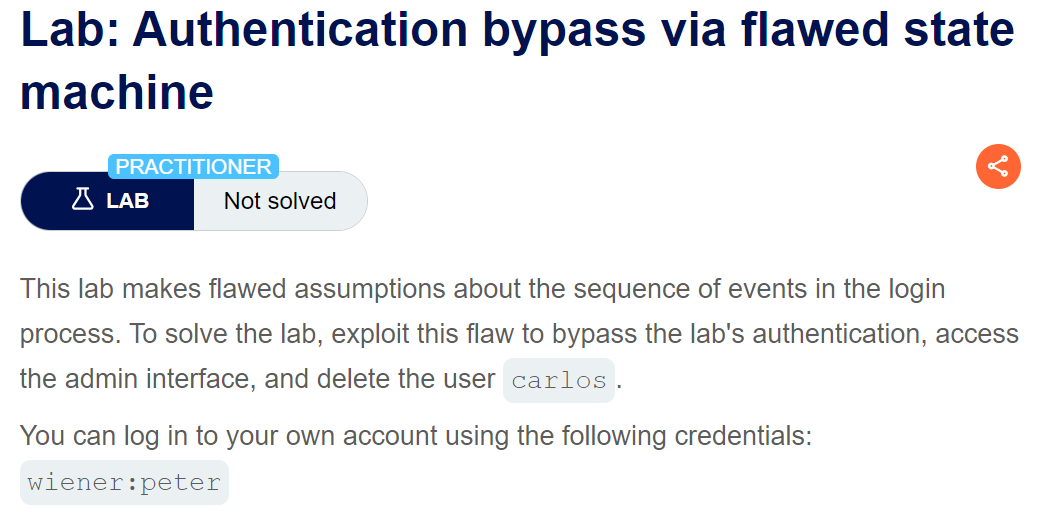 Lab: Authentication bypass via flawed state
machine
PRACTITIONER
LAB Not solved
This lab makes flawed assumptions about the sequence of events in the login
process. To solve the lab, exploit this flaw to bypass the lab's authentication, access
the admin interface, and delete the user carlos.
You can log in to your own account using the following credentials:
wiener:peter